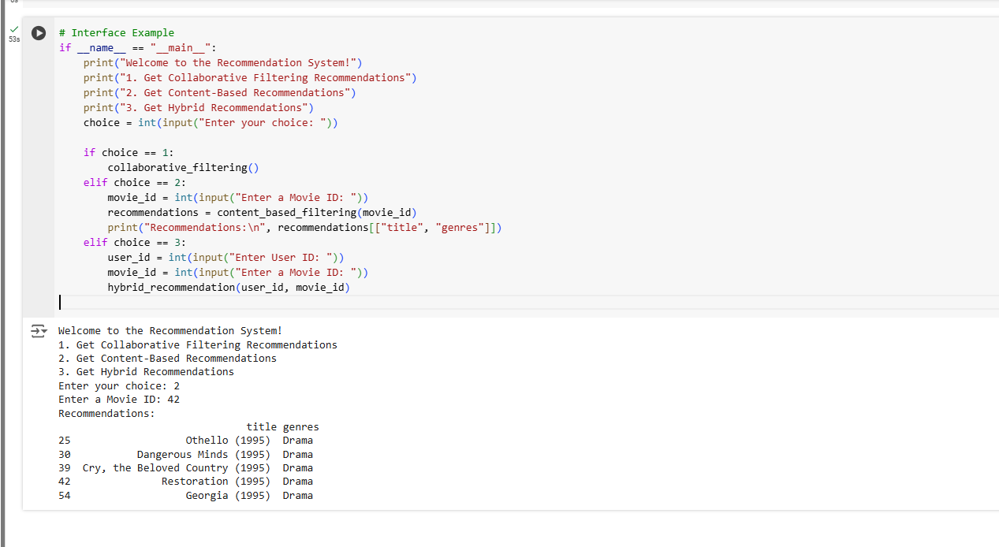 53s
# Interface Example
if __name__ == "__main__":
    print("Welcome to the Recommendation System!")
    print("1. Get Collaborative Filtering Recommendations")
    print("2. Get Content-Based Recommendations")
    print("3. Get Hybrid Recommendations")
    choice = int(input("Enter your choice: "))
    if choice == 1:
        collaborative_filtering()
    elif choice == 2:
        movie_id = int(input("Enter a Movie ID: "))
        recommendations = content_based_filtering(movie_id)
        print("Recommendations:\n", recommendations[["title", "genres"]])
    elif choice == 3:
        user_id = int(input("Enter User ID: "))
        movie_id = int(input("Enter a Movie ID: "))
        hybrid_recommendation(user_id, movie_id)
Welcome to the Recommendation System!
1. Get Collaborative Filtering Recommendations
2. Get Content-Based Recommendations
3. Get Hybrid Recommendations
Enter your choice: 2
Enter a Movie ID: 42
Recommendations:
                               title genres
25                   Othello (1995)  Drama
30           Dangerous Minds (1995)  Drama
39  Cry, the Beloved Country (1995)  Drama
42               Restoration (1995)  Drama
54                   Georgia (1995)  Drama